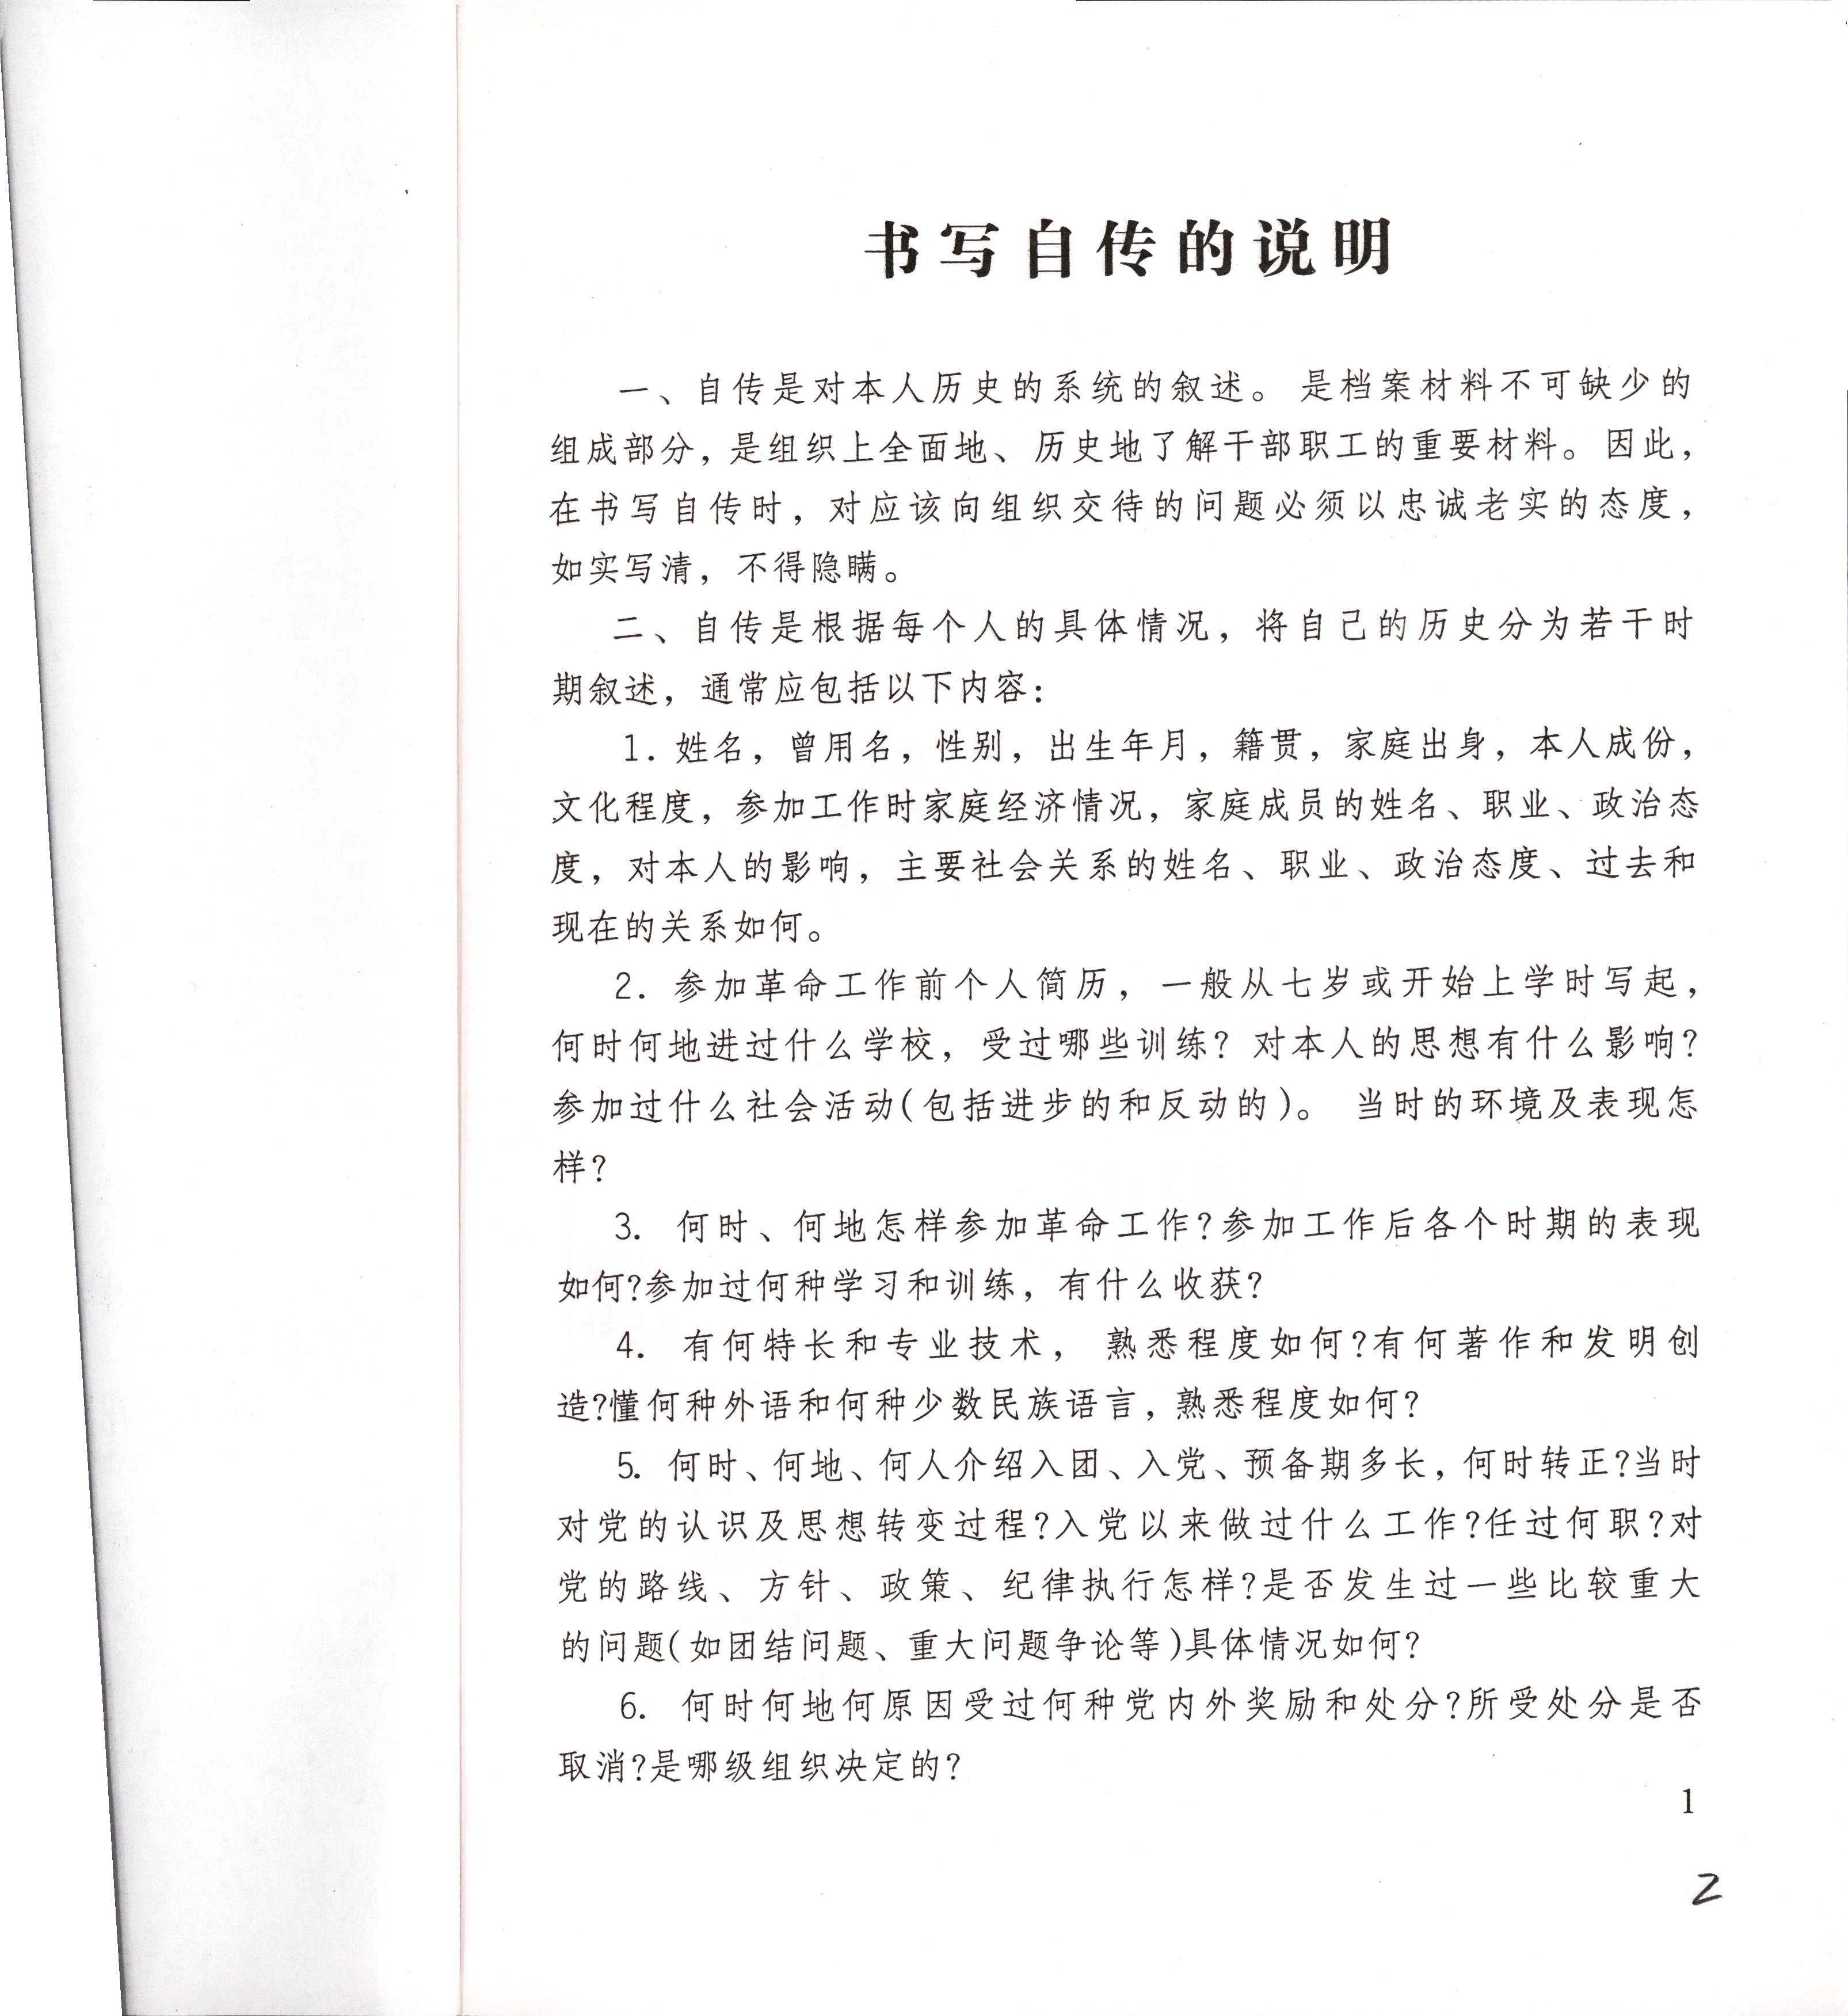 书写自传的说明
一、自传是对本人历史的系统的叙述。是档案材料不可缺少的
组成部分，是组织上全面地、历史地了解干部职工的重要材料。因此，
在书写自传时，对应该向组织交待的问题必须以忠诚老实的态度，
如实写清，不得隐瞒。
二、自传是根据每个人的具体情况，将自己的历史分为若干时
期叙述，通常应包括以下内容：
1. 姓名，曾用名，性别，出生年月，籍贯，家庭出身，本人成份，
文化程度，参加工作时家庭经济情况，家庭成员的姓名、职业、政治态
度，对本人的影响，主要社会关系的姓名、职业、政治态度、过去和
现在的关系如何。
2. 参加革命工作前个人简历，一般从七岁或开始上学时写起，
何时何地进过什么学校，受过哪些训练？对本人的思想有什么影响？
参加过什么社会活动(包括进步的和反动的)。当时的环境及表现怎
样？
3. 何时、何地怎样参加革命工作?参加工作后各个时期的表现
如何?参加过何种学习和训练，有什么收获？
4. 有何特长和专业技术，熟悉程度如何?有何著作和发明创
造?懂何种外语和何种少数民族语言，熟悉程度如何？
5. 何时、何地、何人介绍入团、入党、预备期多长，何时转正?当时
对党的认识及思想转变过程?入党以来做过什么工作?任过何职?对
党的路线、方针、政策、纪律执行怎样?是否发生过一些比较重大
的问题(如团结问题、重大问题争论等)具体情况如何？
6. 何时何地何原因受过何种党内外奖励和处分?所受处分是否
取消?是哪级组织决定的？
1
2